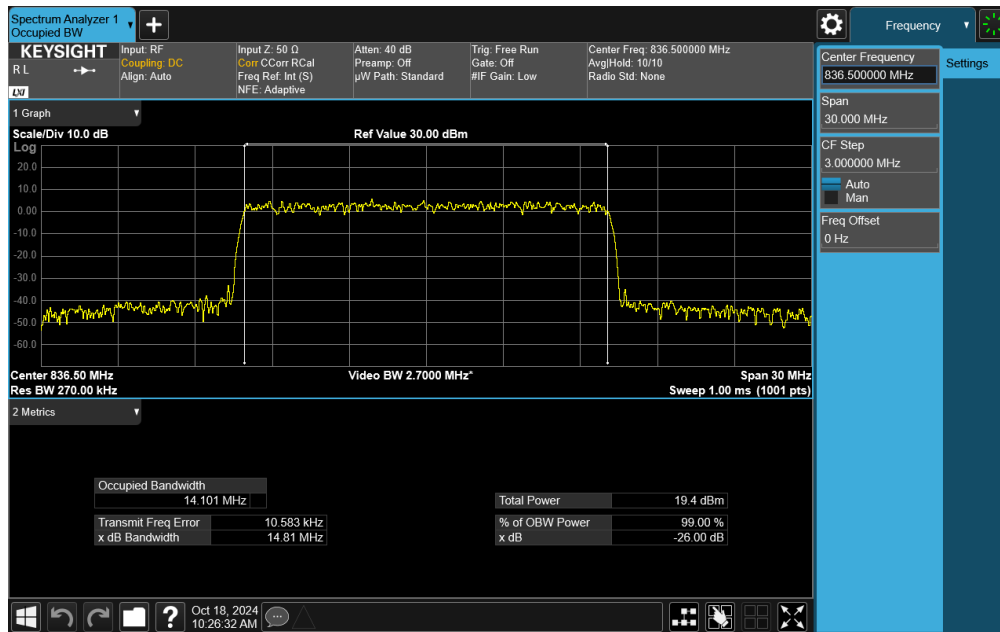 Spectrum Analyzer 1
Occupied BW
+
Frequency
KEYSIGHT
R L
LXI
Input: RF
Coupling: DC
Align: Auto
Input Z: 50 Ω
Corr CCorr RCal
Freq Ref: Int (S)
NFE: Adaptive
Atten: 40 dB
Preamp: Off
µW Path: Standard
Trig: Free Run
Gate: Off
#IF Gain: Low
Center Freq: 836.500000 MHz
Avg|Hold: 10/10
Radio Std: None
Center Frequency
836.500000 MHz
Settings
Span
30.000 MHz
CF Step
3.000000 MHz
Auto
Man
Freq Offset
0 Hz
1 Graph
Scale/Div 10.0 dB
Ref Value 30.00 dBm
Log
20.0
10.0
0.00
-10.0
-20.0
-30.0
-40.0
-50.0
-60.0
Center 836.50 MHz
Video BW 2.7000 MHz*
Span 30 MHz
Res BW 270.00 kHz
Sweep 1.00 ms (1001 pts)
2 Metrics
Occupied Bandwidth
14.101 MHz
Total Power 19.4 dBm
Transmit Freq Error 10.583 kHz
% of OBW Power 99.00 %
x dB Bandwidth 14.81 MHz
x dB -26.00 dB
?
Oct 18, 2024
10:26:32 AM